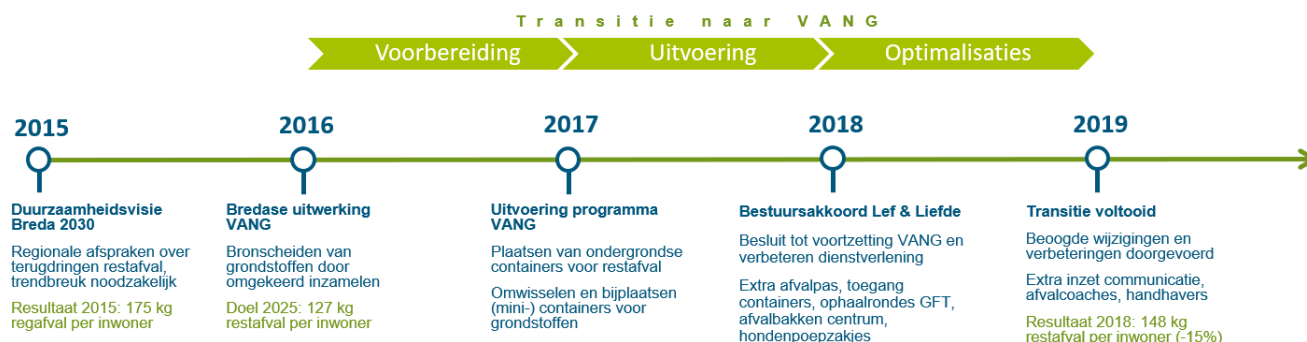 Transitie naar VANG
Voorbereiding
Uitvoering
Optimalisaties
2015
2016
2017
2018
2019
Duurzaamheidsvisie
Breda 2030
Regionale afspraken over
terugdringen restafval,
trendbreuk noodzakelijk
Resultaat 2015: 175 kg
regafval per inwoner
Bredase uitwerking
VANG
Bronscheiden van
grondstoffen door
omgekeerd inzamelen
Doel 2025: 127 kg
restafval per inwoner
Uitvoering programma
VANG
Plaatsen van ondergrondse
containers voor restafval
Omwisselen en bijplaatsen
(mini-) containers voor
grondstoffen
Bestuursakkoord Lef & Liefde
Besluit tot voortzetting VANG en
verbeteren dienstverlening
Extra afvalpas, toegang
containers, ophaalrondes GFT,
afvalbakken centrum,
hondenpoepzakjes
Transitie voltooid
Beoogde wijzigingen en
verbeteringen doorgevoerd
Extra inzet communicatie,
afvalcoaches, handhavers
Resultaat 2018: 148 kg
restafval per inwoner (-15%)